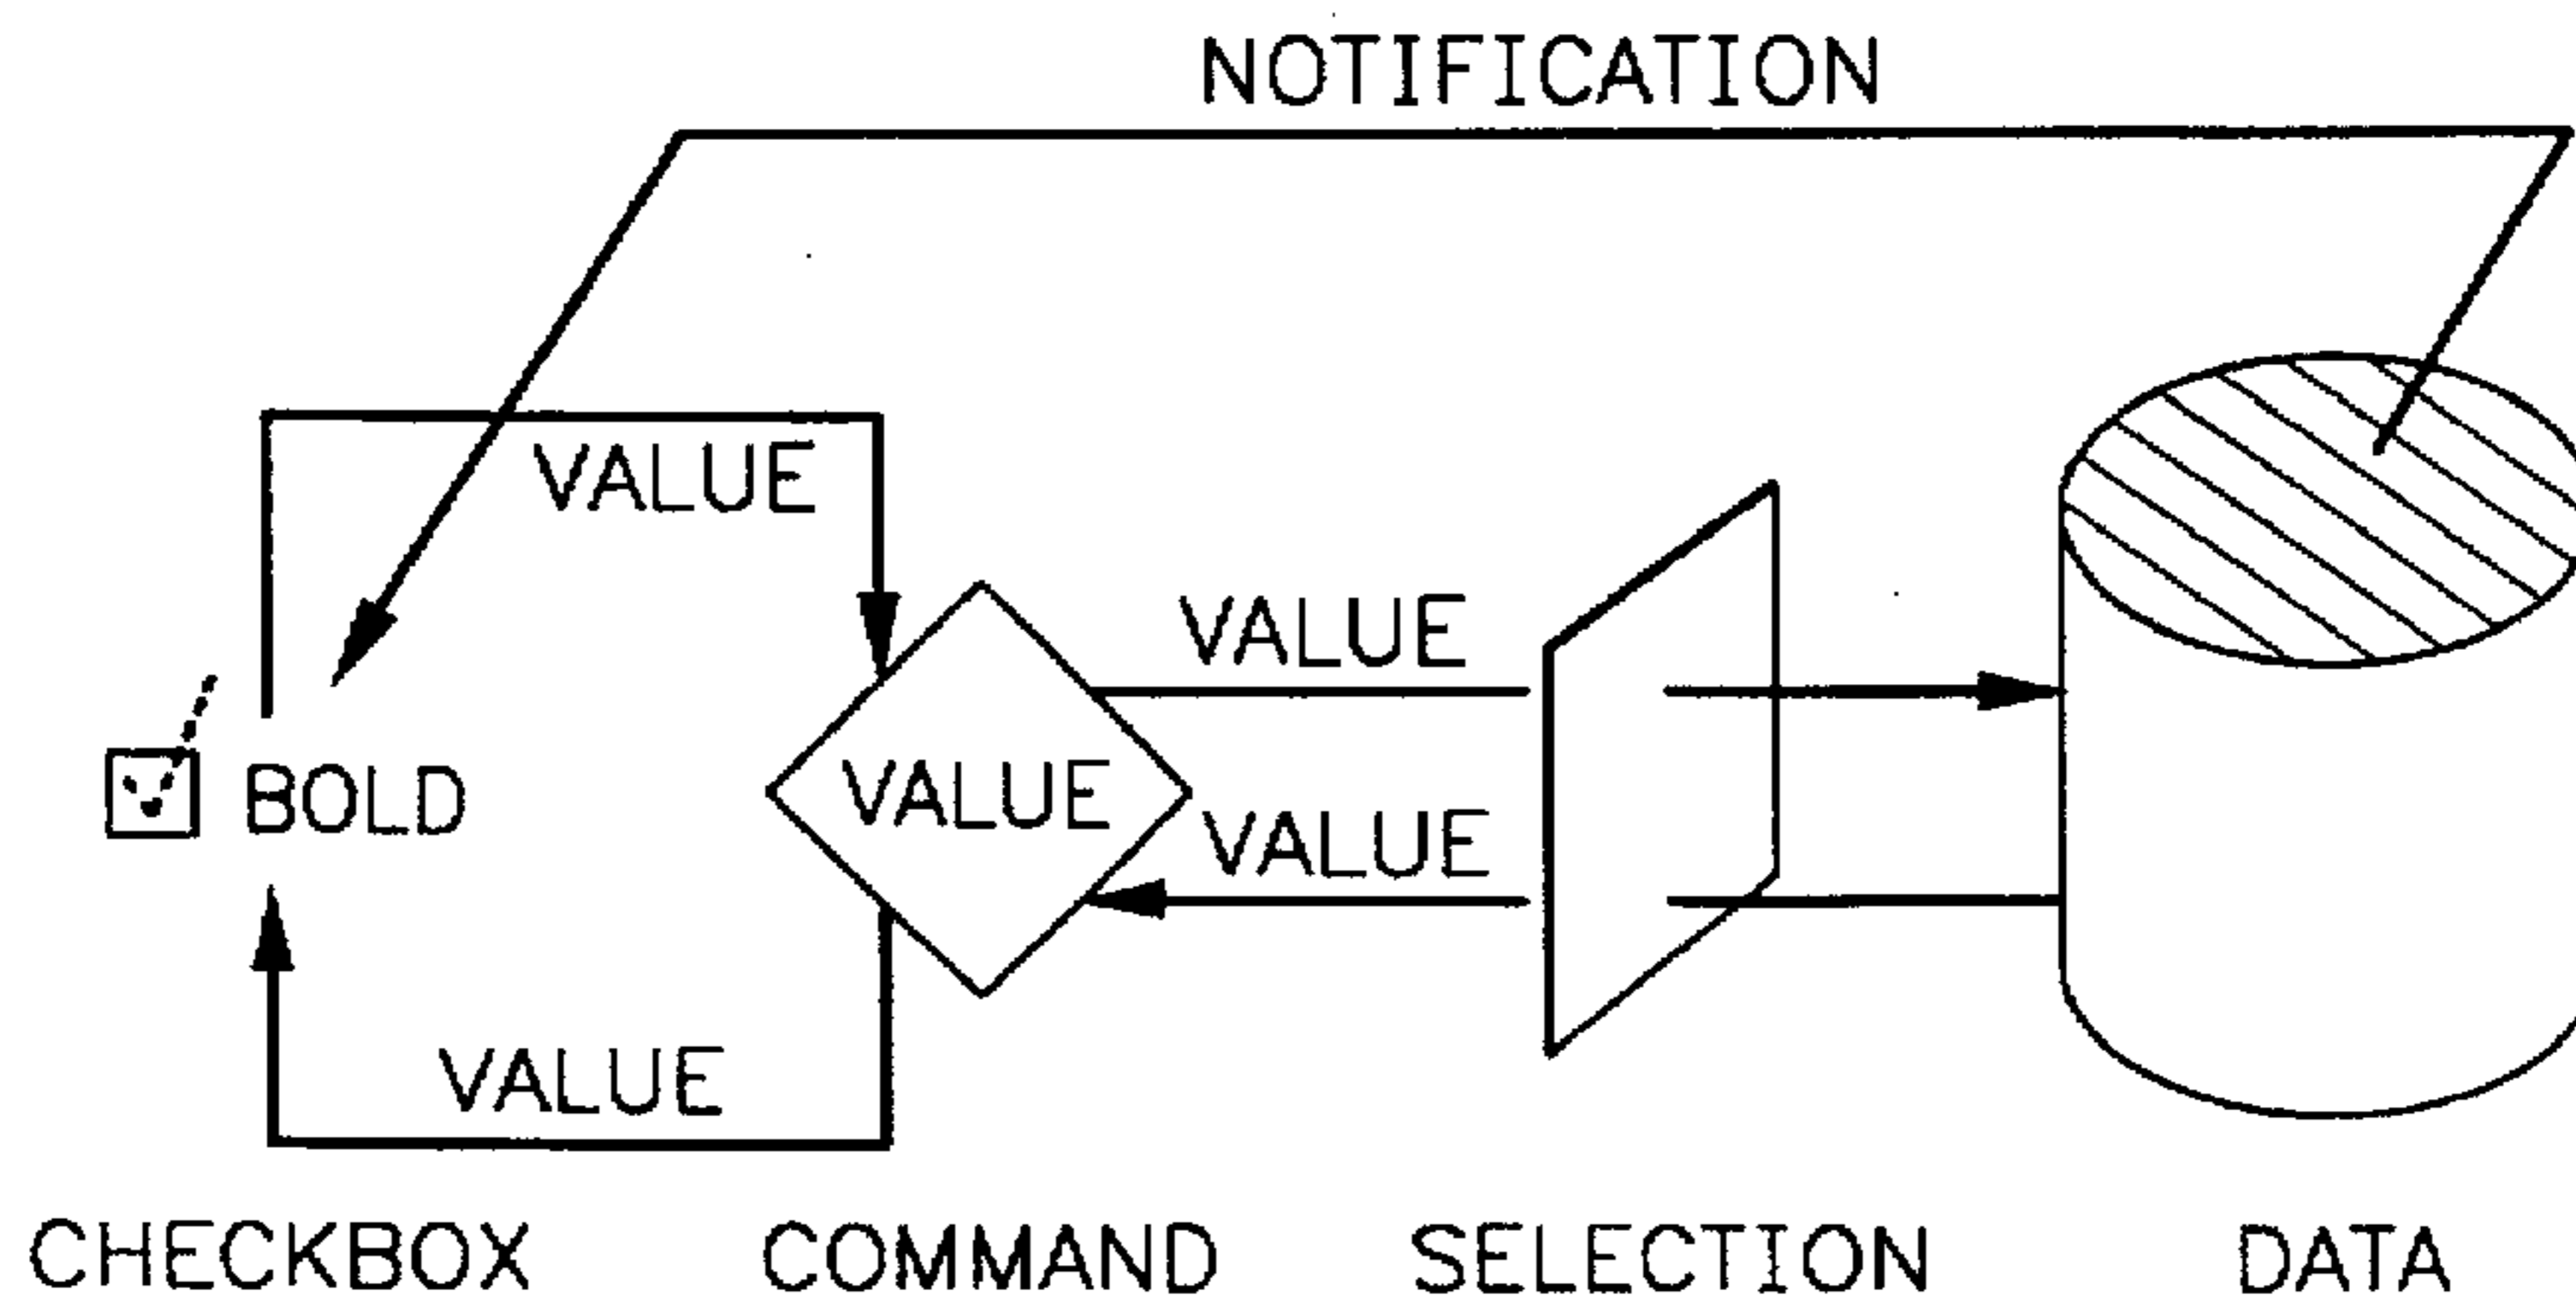 NOTIFICATION
VALUE
VALUE
BOLD
VALUE
VALUE
VALUE
CHECKBOX
COMMAND
SELECTION
DATA